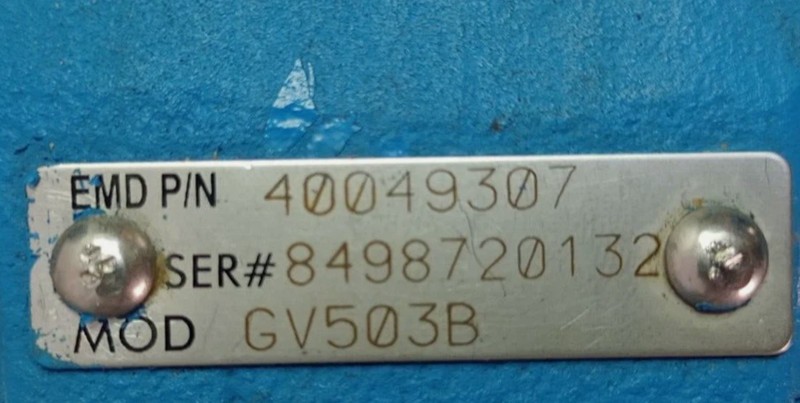 EMD P/N 40049307
SER# 8498720132
MOD GV503B